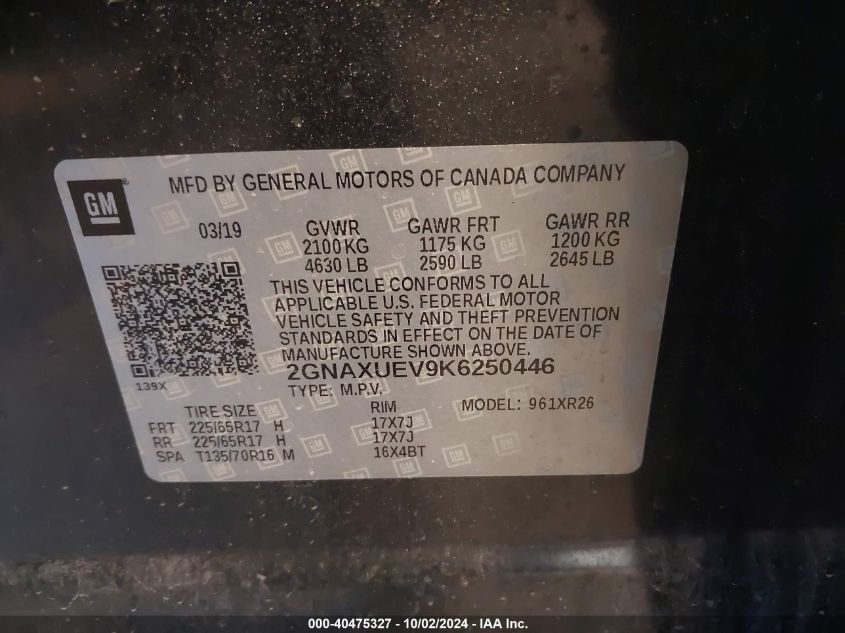 GM
MFD BY GENERAL MOTORS OF CANADA COMPANY
03/19 GVWR GAWR FRT GAWR RR
2100 KG 1175 KG 1200 KG
4630 LB 2590 LB 2645 LB
THIS VEHICLE CONFORMS TO ALL
APPLICABLE U.S. FEDERAL MOTOR
VEHICLE SAFETY AND THEFT PREVENTION
STANDARDS IN EFFECT ON THE DATE OF
MANUFACTURE SHOWN ABOVE.
2GNAXUEV9K6250446
139X
TYPE: M.P.V.
TIRE SIZE RIM MODEL: 961XR26
FRT 225/65R17 H 17X7J
RR 225/65R17 H 17X7J
SPA T135/70R16 M 16X4BT
000-40475327 - 10/02/2024 - IAA Inc.